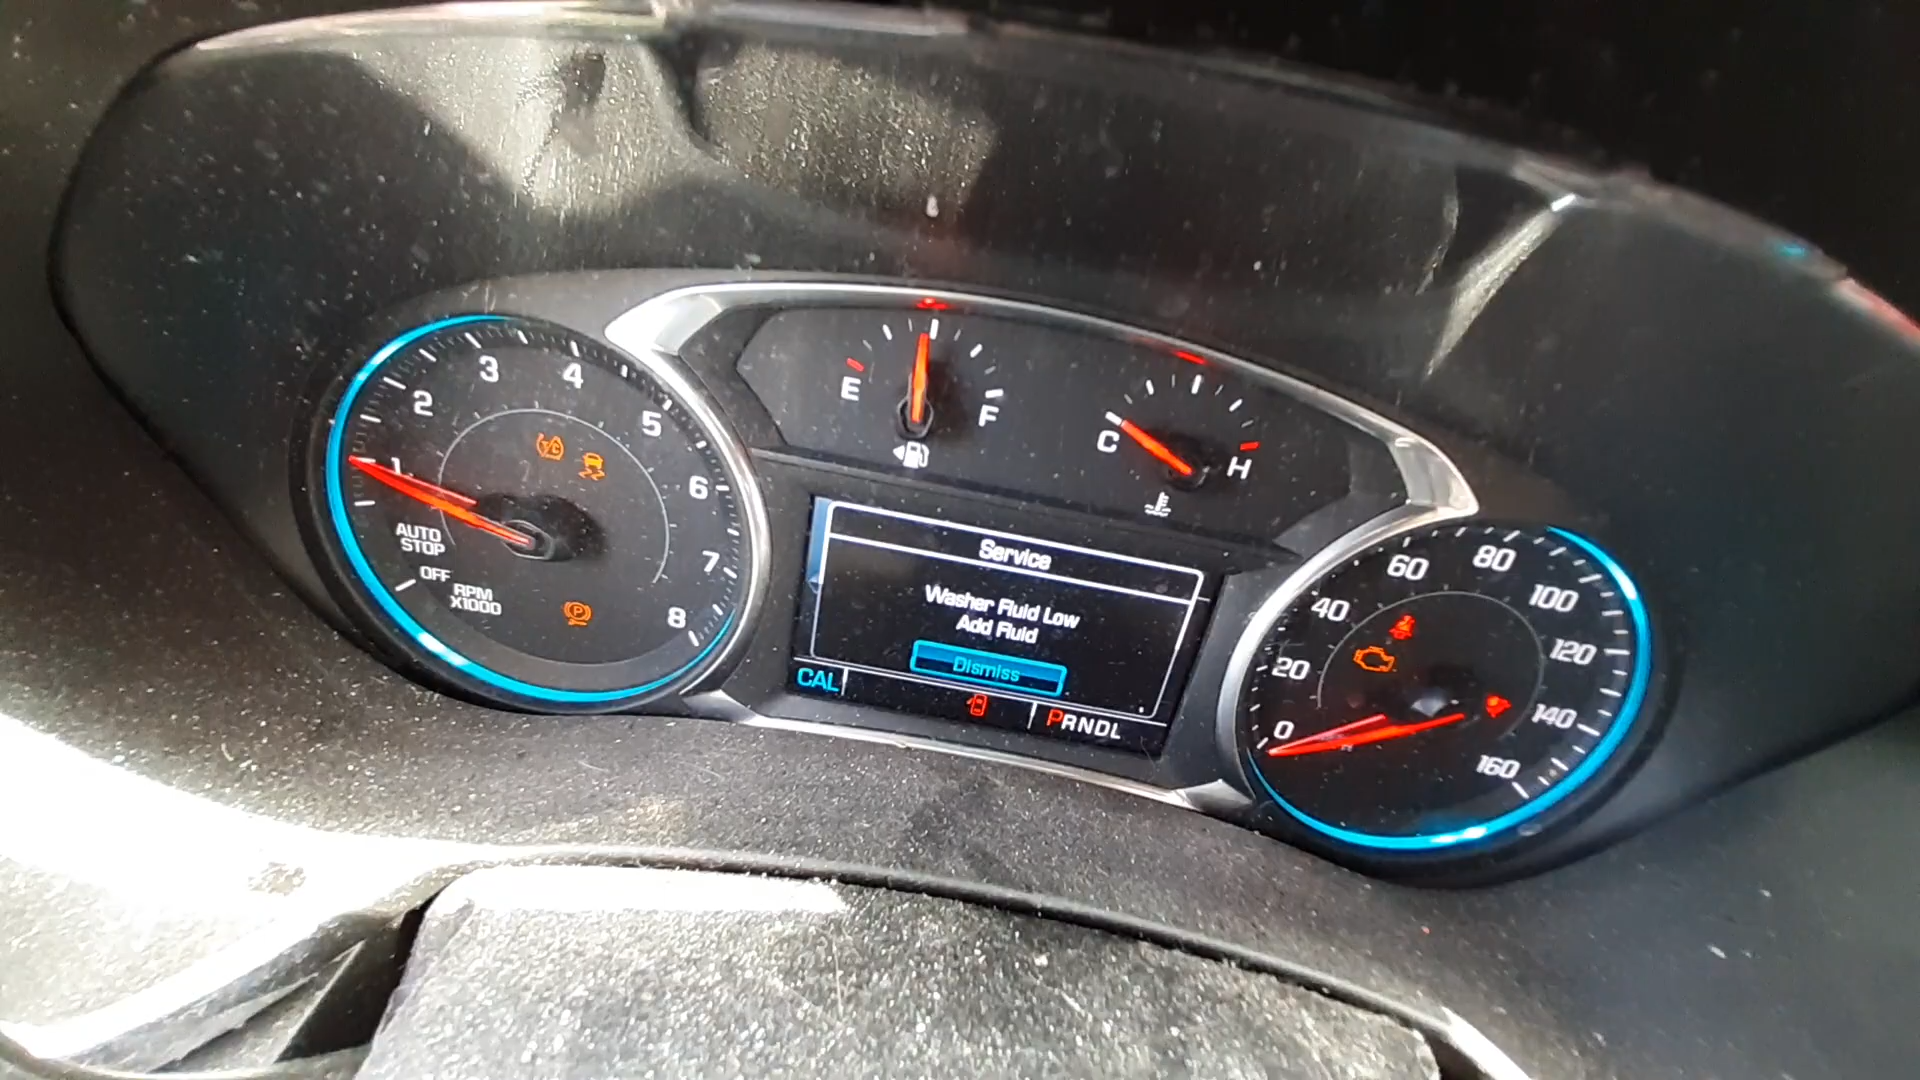 1
2
3
4
5
6
7
8
AUTO
STOP
OFF
RPM
X1000
E
F
C
H
Service
Washer Fluid Low
Add Fluid
Dismiss
CAL
PRNDL
0
20
40
60
80
100
120
140
160